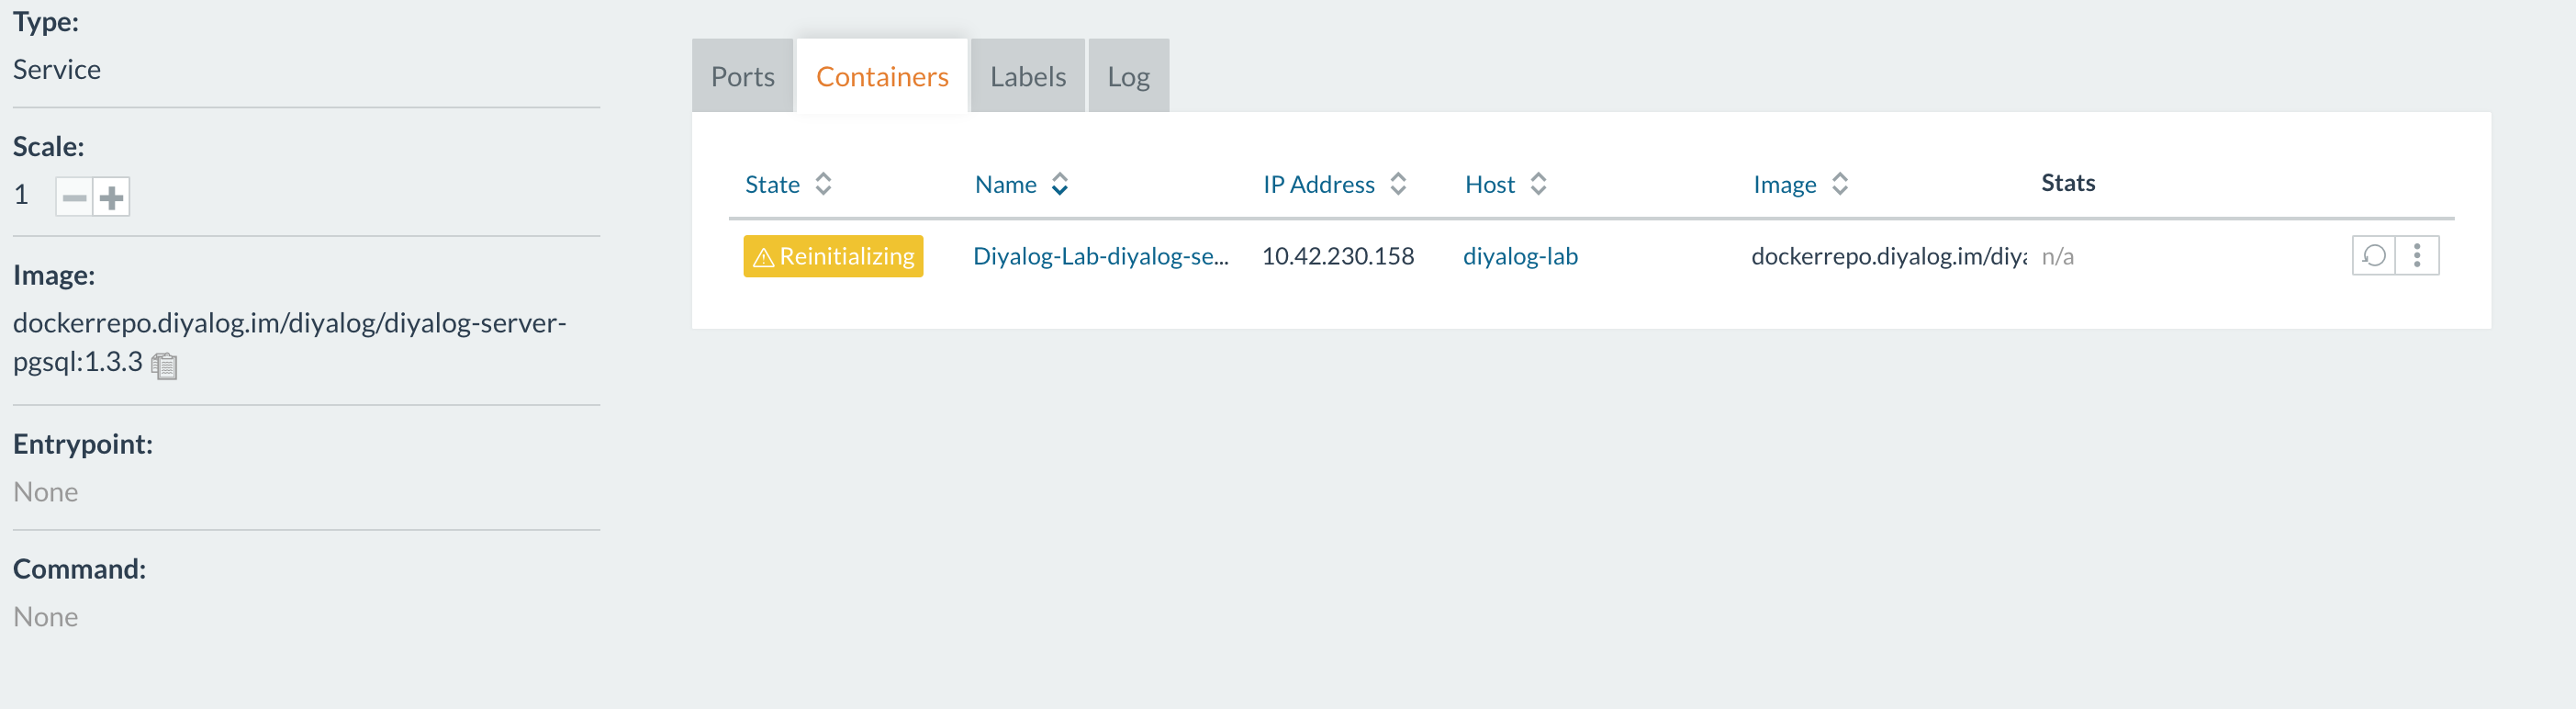 Type:
Service
Scale:
1
Image:
dockerrepo.diyalog.im/diyalog/diyalog-server-
pgsql:1.3.3
Entrypoint:
None
Command:
None
Ports Containers Labels Log
State Name IP Address Host Image Stats
Reinitializing Diyalog-Lab-diyalog-se... 10.42.230.158 diyalog-lab dockerrepo.diyalog.im/diya n/a